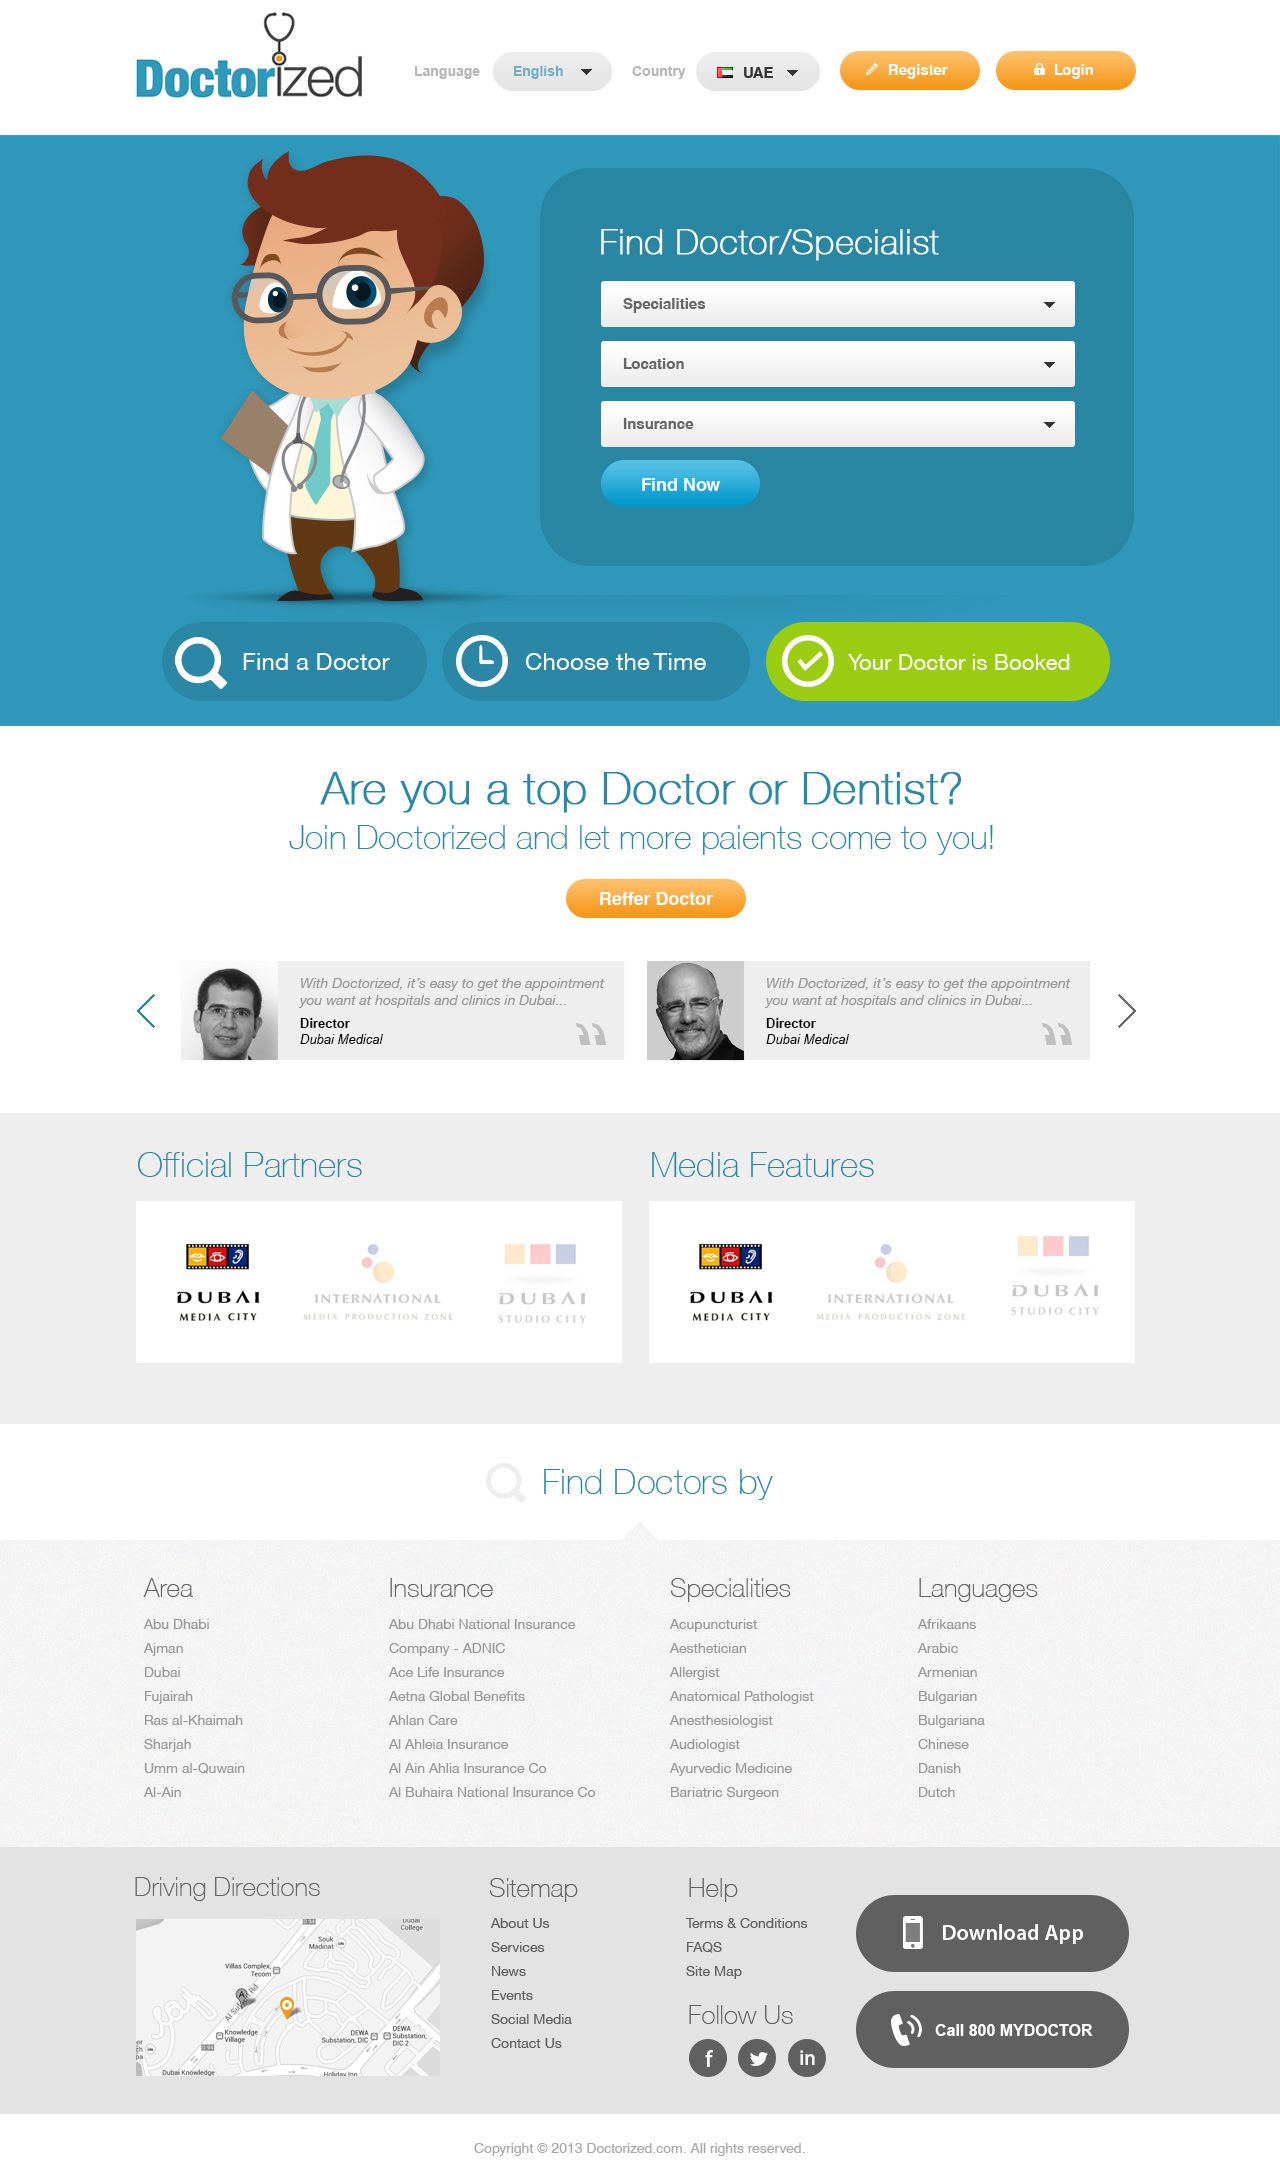 Doctorized
Language
English
Country
UAE
Register
Login
Find Doctor/Specialist
Specialities
Location
Insurance
Find Now
Find a Doctor
Choose the Time
Your Doctor is Booked
Are you a top Doctor or Dentist?
Join Doctorized and let more paients come to you!
Reffer Doctor
With Doctorized, it's easy to get the appointment
you want at hospitals and clinics in Dubai...
Director
Dubai Medical
With Doctorized, it's easy to get the appointment
you want at hospitals and clinics in Dubai...
Director
Dubai Medical
Official Partners
DUBAI
MEDIA CITY
INTERNATIONAL
MEDIA PRODUCTION ZONE
DUBAI
STUDIO CITY
Media Features
DUBAI
MEDIA CITY
INTERNATIONAL
MEDIA PRODUCTION ZONE
DUBAI
STUDIO CITY
Find Doctors by
Area
Abu Dhabi
Ajman
Dubai
Fujairah
Ras al-Khaimah
Sharjah
Umm al-Quwain
Al-Ain
Insurance
Abu Dhabi National Insurance
Company - ADNIC
Ace Life Insurance
Aetna Global Benefits
Ahlan Care
Al Ahleia Insurance
Al Ain Ahlia Insurance Co
Al Buhaira National Insurance Co
Specialities
Acupuncturist
Aesthetician
Allergist
Anatomical Pathologist
Anesthesiologist
Audiologist
Ayurvedic Medicine
Bariatric Surgeon
Languages
Afrikaans
Arabic
Armenian
Bulgarian
Bulgariana
Chinese
Danish
Dutch
Driving Directions
Dubai
College
Souk
Madinat
Villas Complex,
Tecom
A
Knowledge
Village
DEWA
Substation, DIC
DEWA
Substation,
DIC 2
Dubai Knowledge
Holiday Inn
Sitemap
About Us
Services
News
Events
Social Media
Contact Us
Help
Terms & Conditions
FAQS
Site Map
Follow Us
f
in
Download App
Call 800 MYDOCTOR
Copyright © 2013 Doctorized.com. All rights reserved.